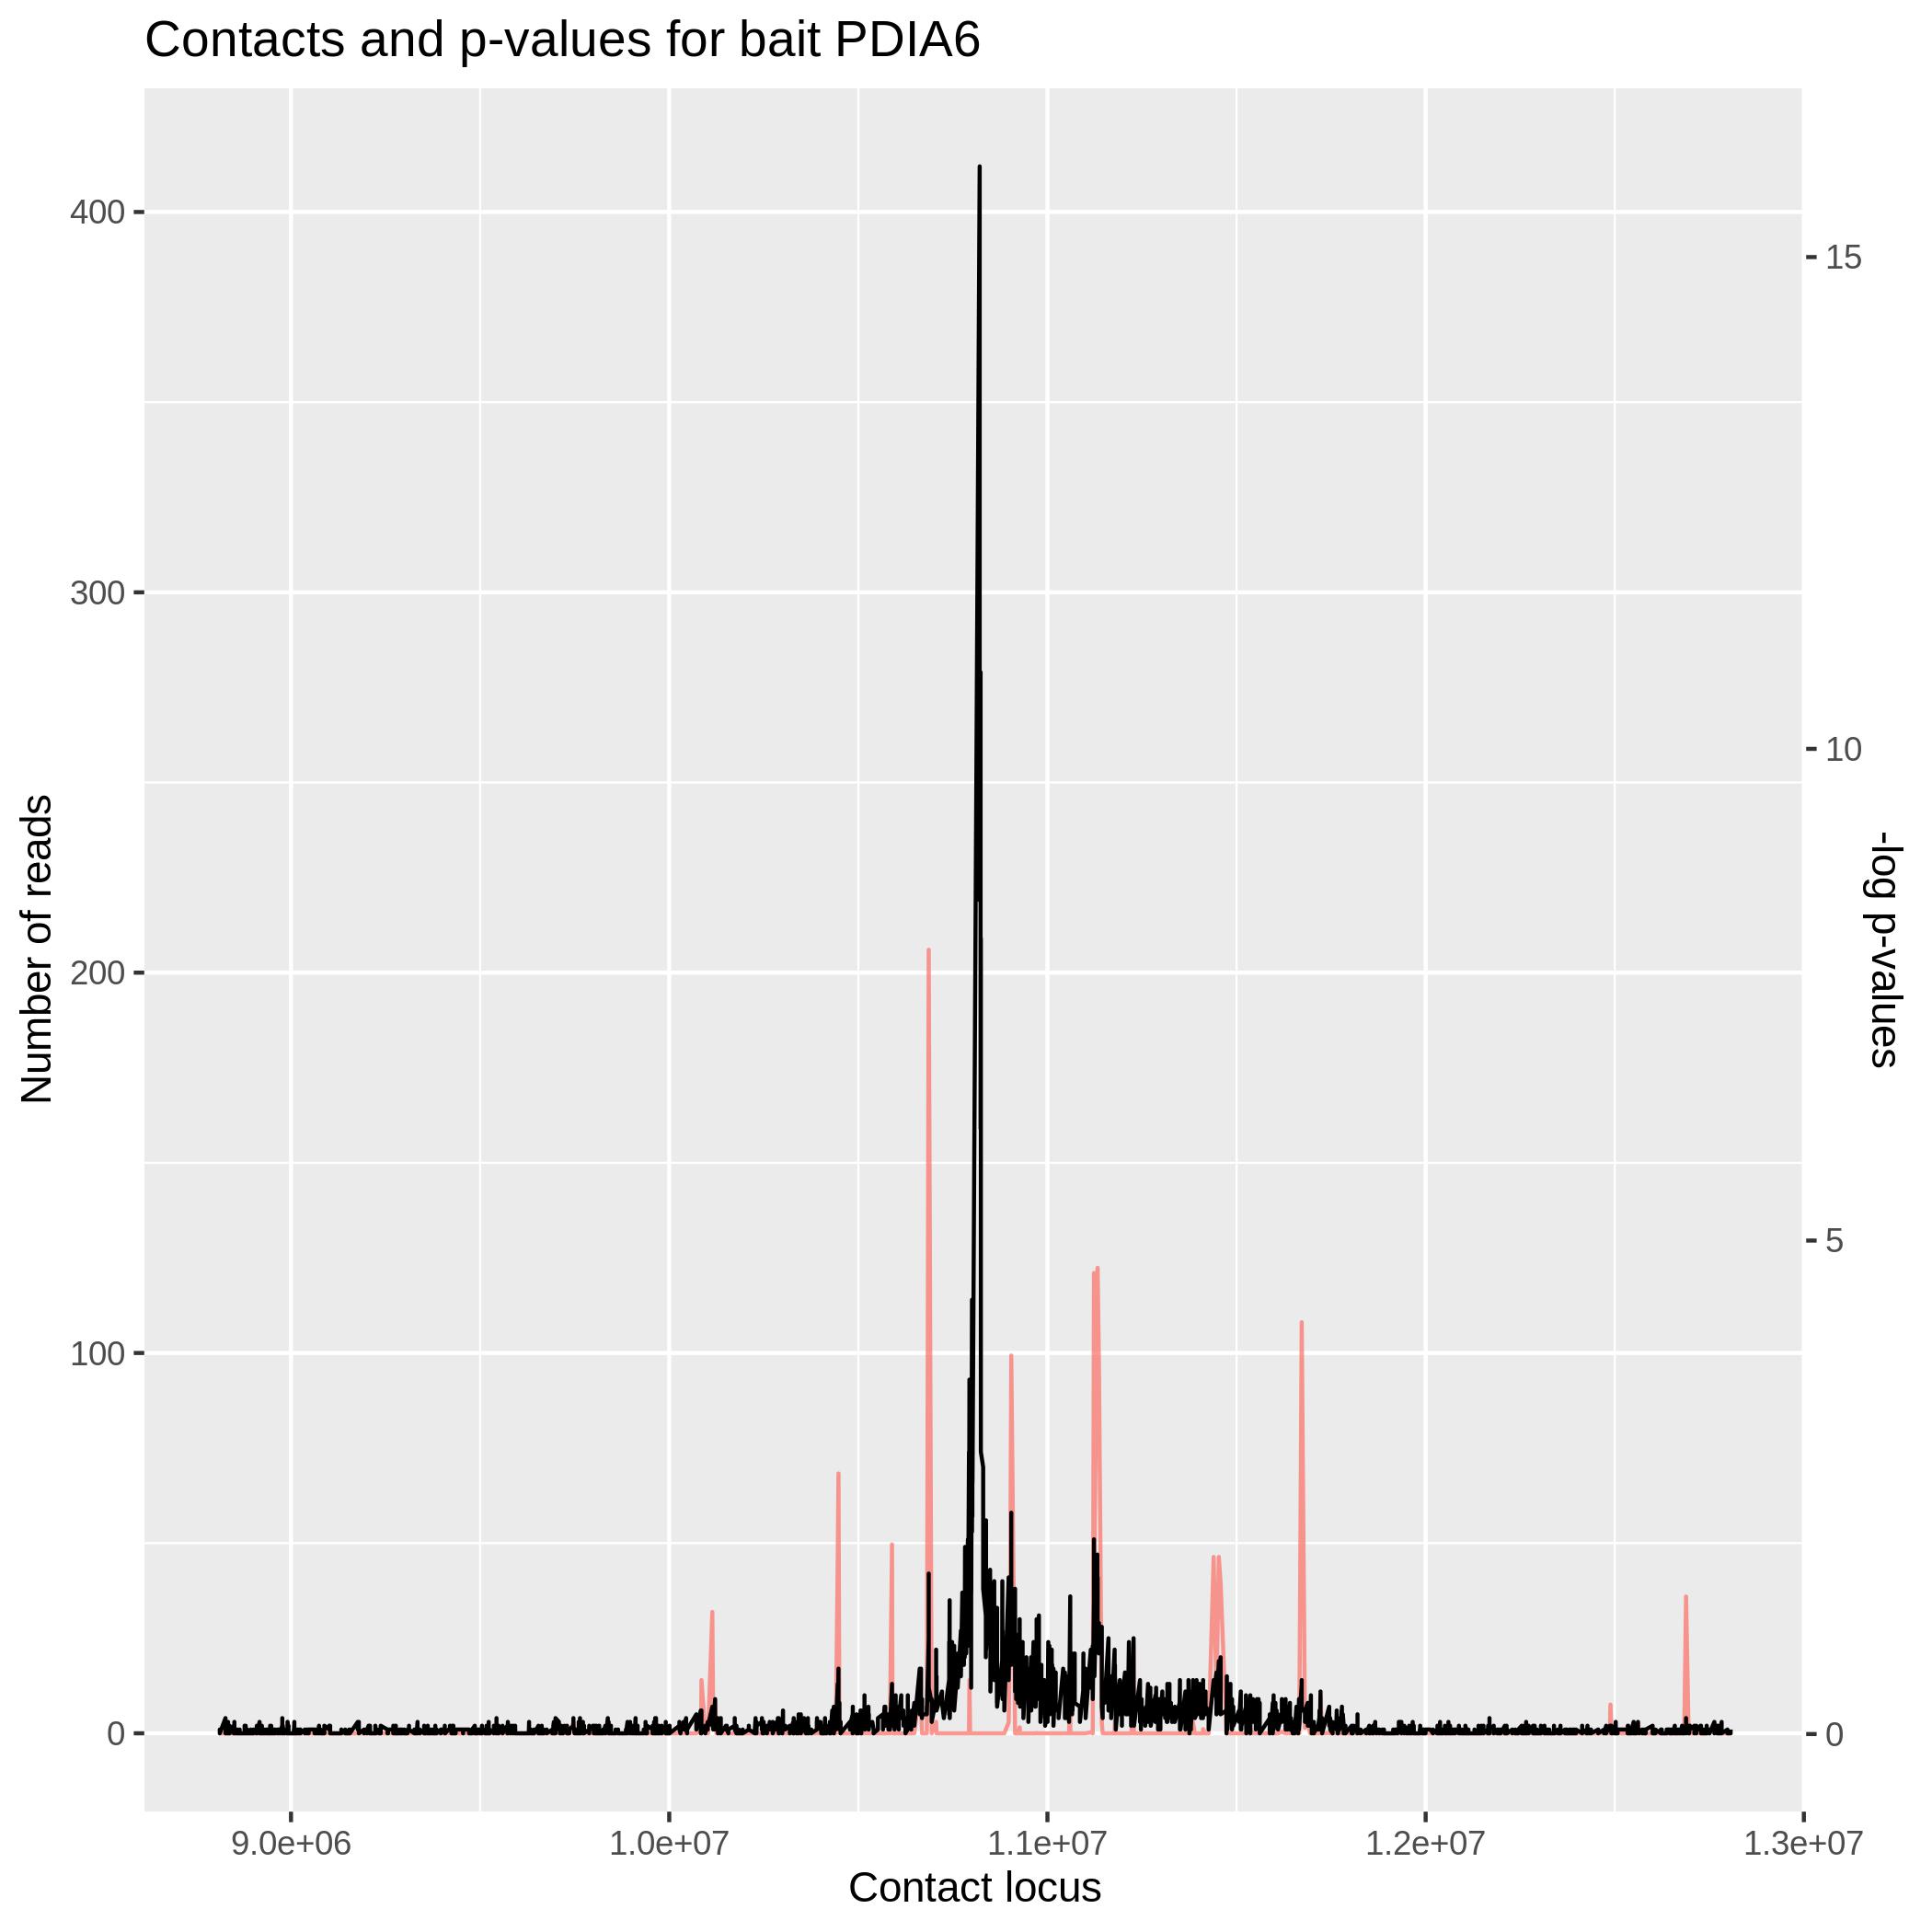 Contacts and p-values for bait PDIA6
400
300
200
100
0
Number of reads
15
10
5
0
-log p-values
9.0e+06
1.0e+07
1.1e+07
1.2e+07
1.3e+07
Contact locus